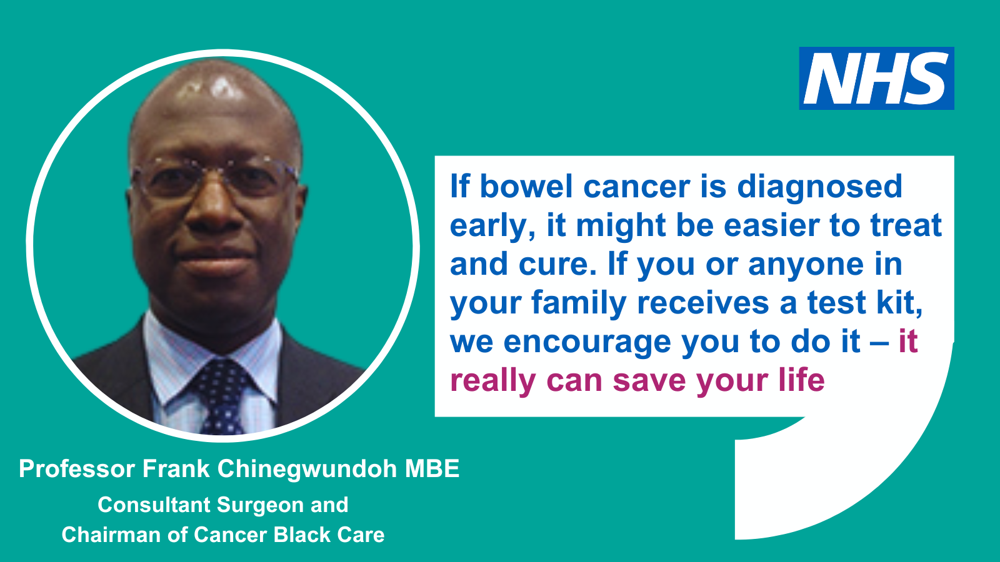 NHS
If bowel cancer is diagnosed
early, it might be easier to treat
and cure. If you or anyone in
your family receives a test kit,
we encourage you to do it – it
really can save your life
Professor Frank Chinegwundoh MBE
Consultant Surgeon and
Chairman of Cancer Black Care